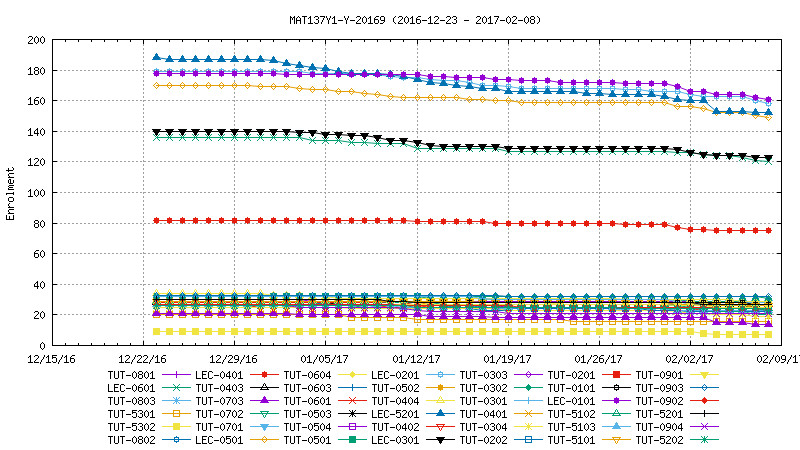 MAT137Y1-Y-20169 (2016-12-23 - 2017-02-08)
200
180
160
140
120
100
80
60
40
20
0
Enrolment
12/15/16 12/22/16 12/29/16 01/05/17 01/12/17 01/19/17 01/26/17 02/02/17 02/09/17
TUT-0801 LEC-0401 TUT-0604 LEC-0201 TUT-0303 TUT-0201 TUT-0901
LEC-0601 TUT-0403 TUT-0603 TUT-0502 TUT-0302 TUT-0101 TUT-0903
TUT-0803 TUT-0703 TUT-0601 TUT-0404 TUT-0301 LEC-0101 TUT-0902
TUT-5301 TUT-0702 TUT-0503 LEC-5201 TUT-0401 TUT-5102 TUT-5201
TUT-5302 TUT-0701 TUT-0504 TUT-0402 TUT-0304 TUT-5103 TUT-0904
TUT-0802 LEC-0501 TUT-0501 LEC-0301 TUT-0202 TUT-5101 TUT-5202